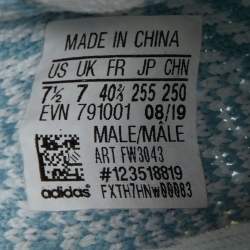 MADE IN CHINA
US UK FR JP CHN
7½ 7 40⅔ 255 250
EVN 791001 08/19
MALE/MÂLE
ART FW3043
#123518819
adidas FXTH7HNW00083